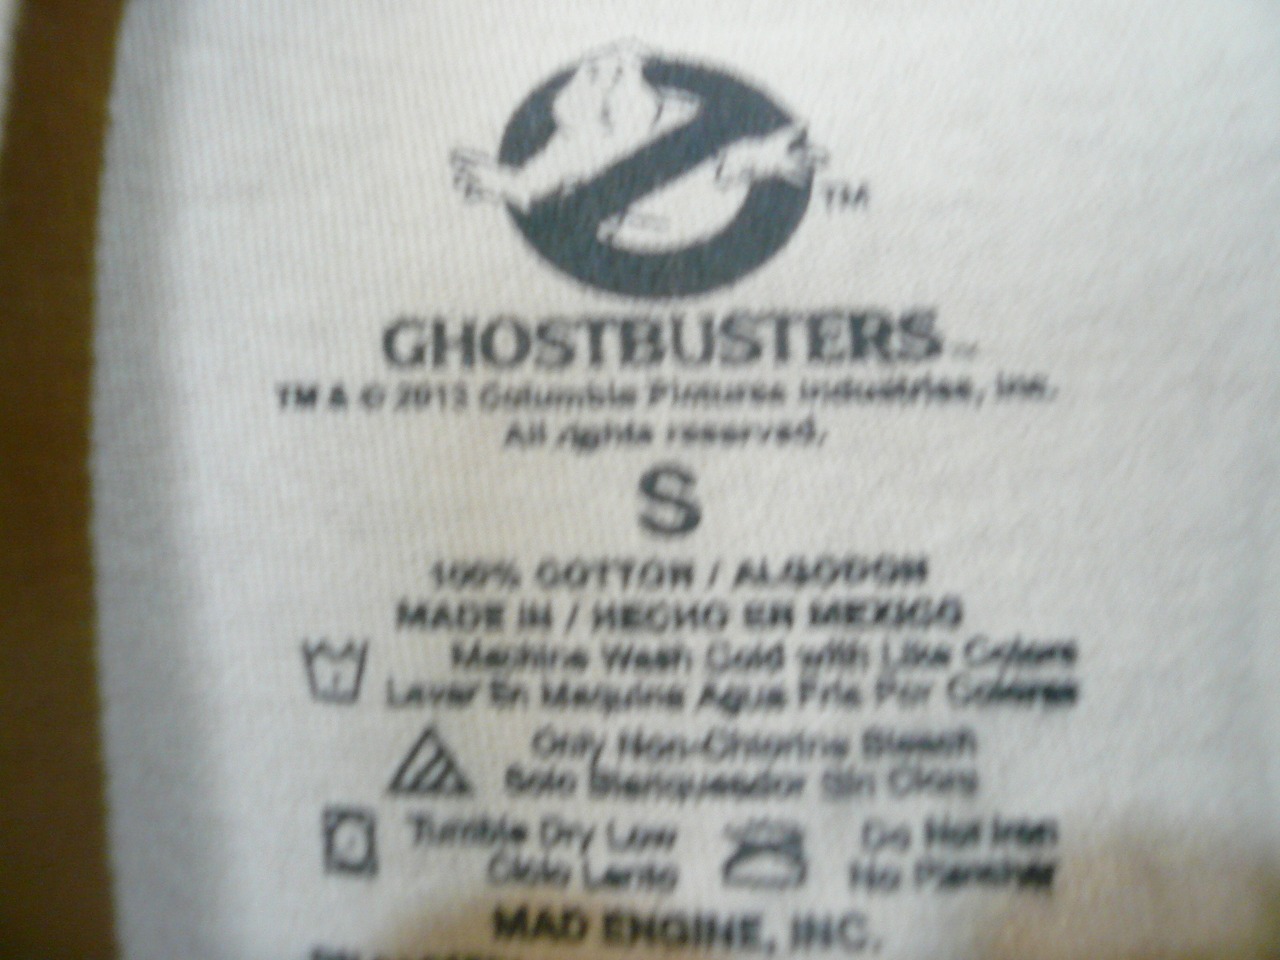 TM
GHOSTBUSTERS
TM & © 2013 Columbia Pictures Industries, Inc.
All rights reserved.
S
100% COTTON / ALGODON
MADE IN / HECHO EN MEXICO
Machine Wash Cold with Like Colors
Lavar En Maquina Agua Fria Por Colores
Only Non-Chlorine Bleach
Solo Blanqueador Sin Cloro
Tumble Dry Low
Ciclo Lento
Do Not Iron
No Planchar
MAD ENGINE, INC.